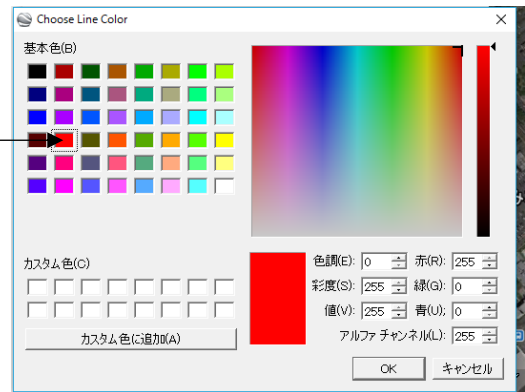 Choose Line Color
基本色(B)
カスタム色(C)
カスタム色に追加(A)
色調(E): 0 赤(R): 255
彩度(S): 255 緑(G): 0
値(V): 255 青(U); 0
アルファ チャンネル(L): 255
OK キャンセル